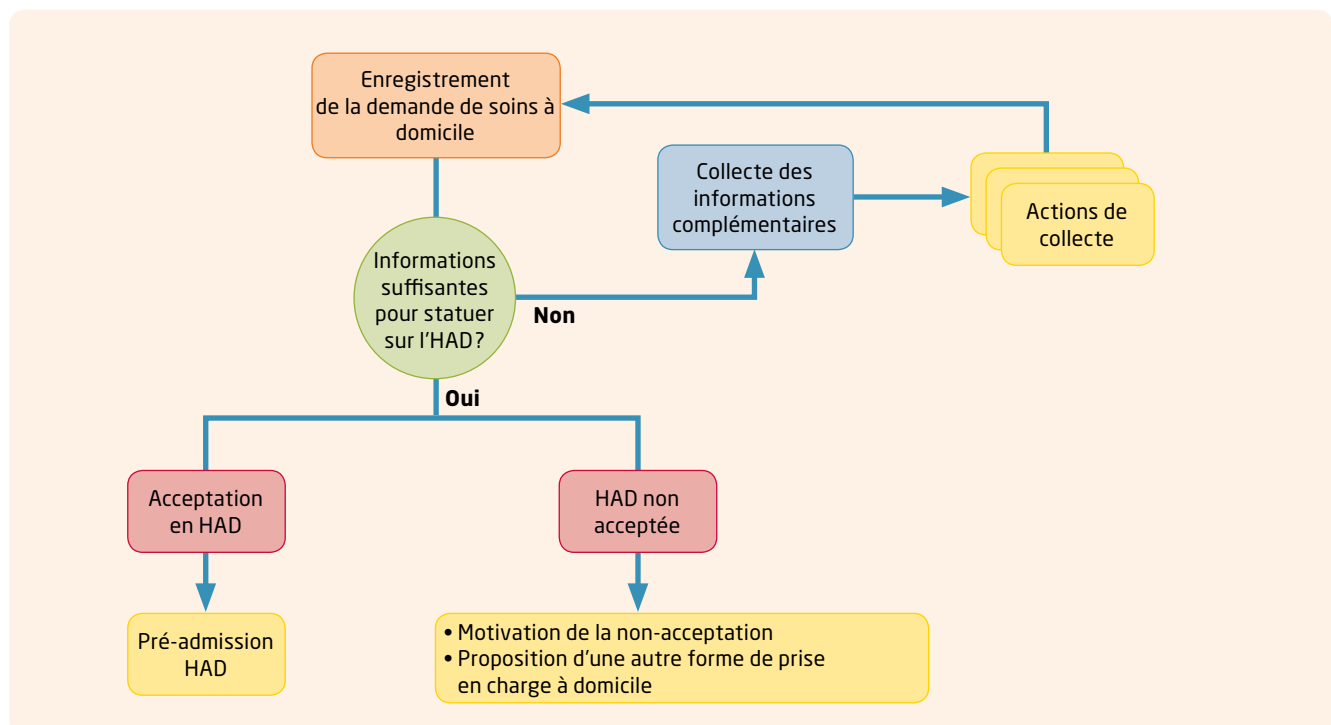 Enregistrement
de la demande de soins à
domicile
Collecte des
informations
complémentaires
Actions de
collecte
Informations
suffisantes
pour statuer
sur l'HAD?
Non
Oui
Acceptation
en HAD
HAD non
acceptée
Pré-admission
HAD
• Motivation de la non-acceptation
• Proposition d'une autre forme de prise
en charge à domicile